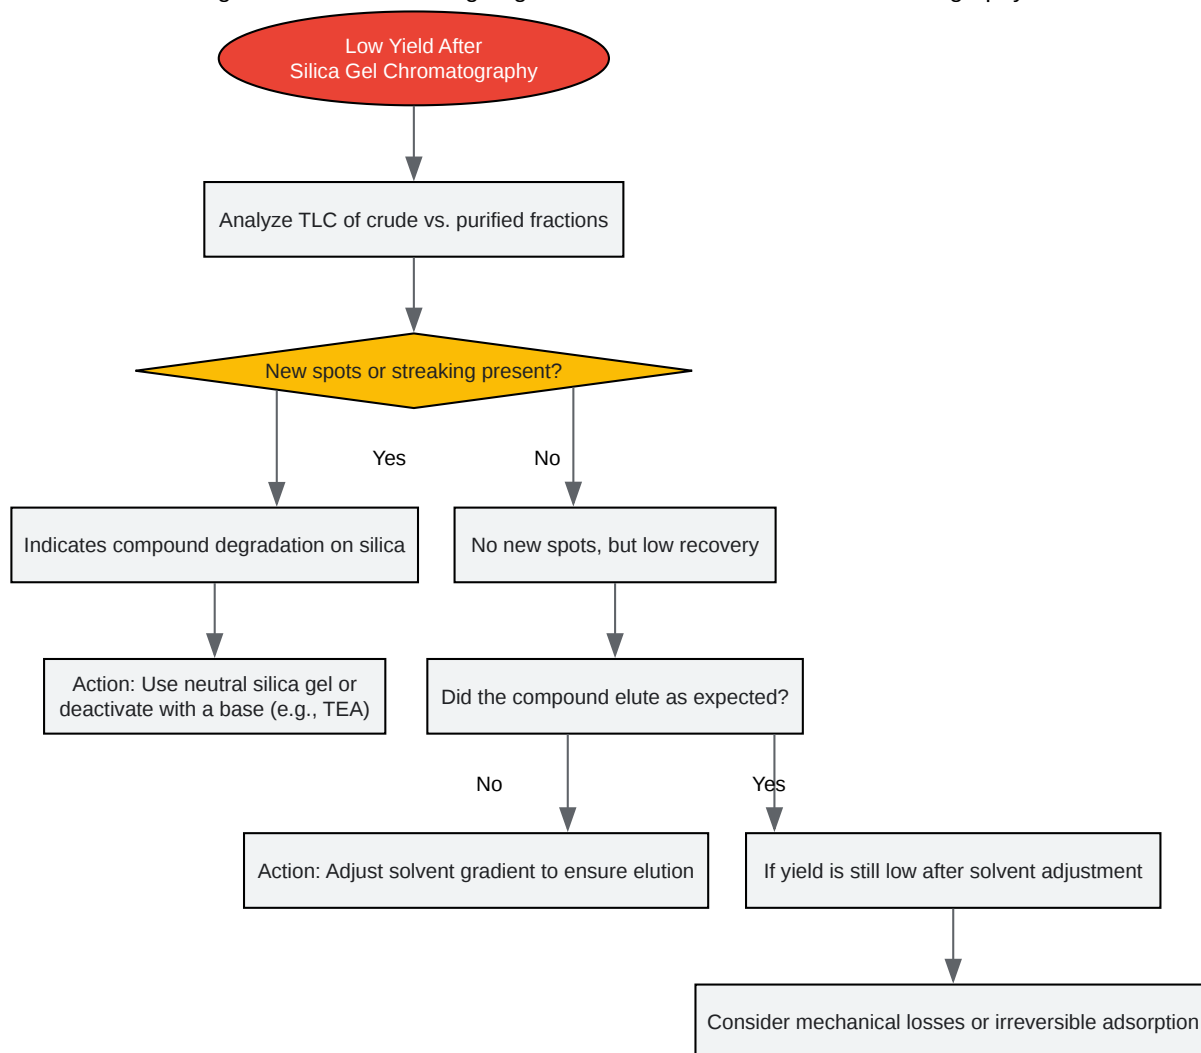 Low Yield After
Silica Gel Chromatography
Analyze TLC of crude vs. purified fractions
New spots or streaking present?
Yes
No
Indicates compound degradation on silica
No new spots, but low recovery
Action: Use neutral silica gel or
deactivate with a base (e.g., TEA)
Did the compound elute as expected?
No
Yes
Action: Adjust solvent gradient to ensure elution
If yield is still low after solvent adjustment
Consider mechanical losses or irreversible adsorption